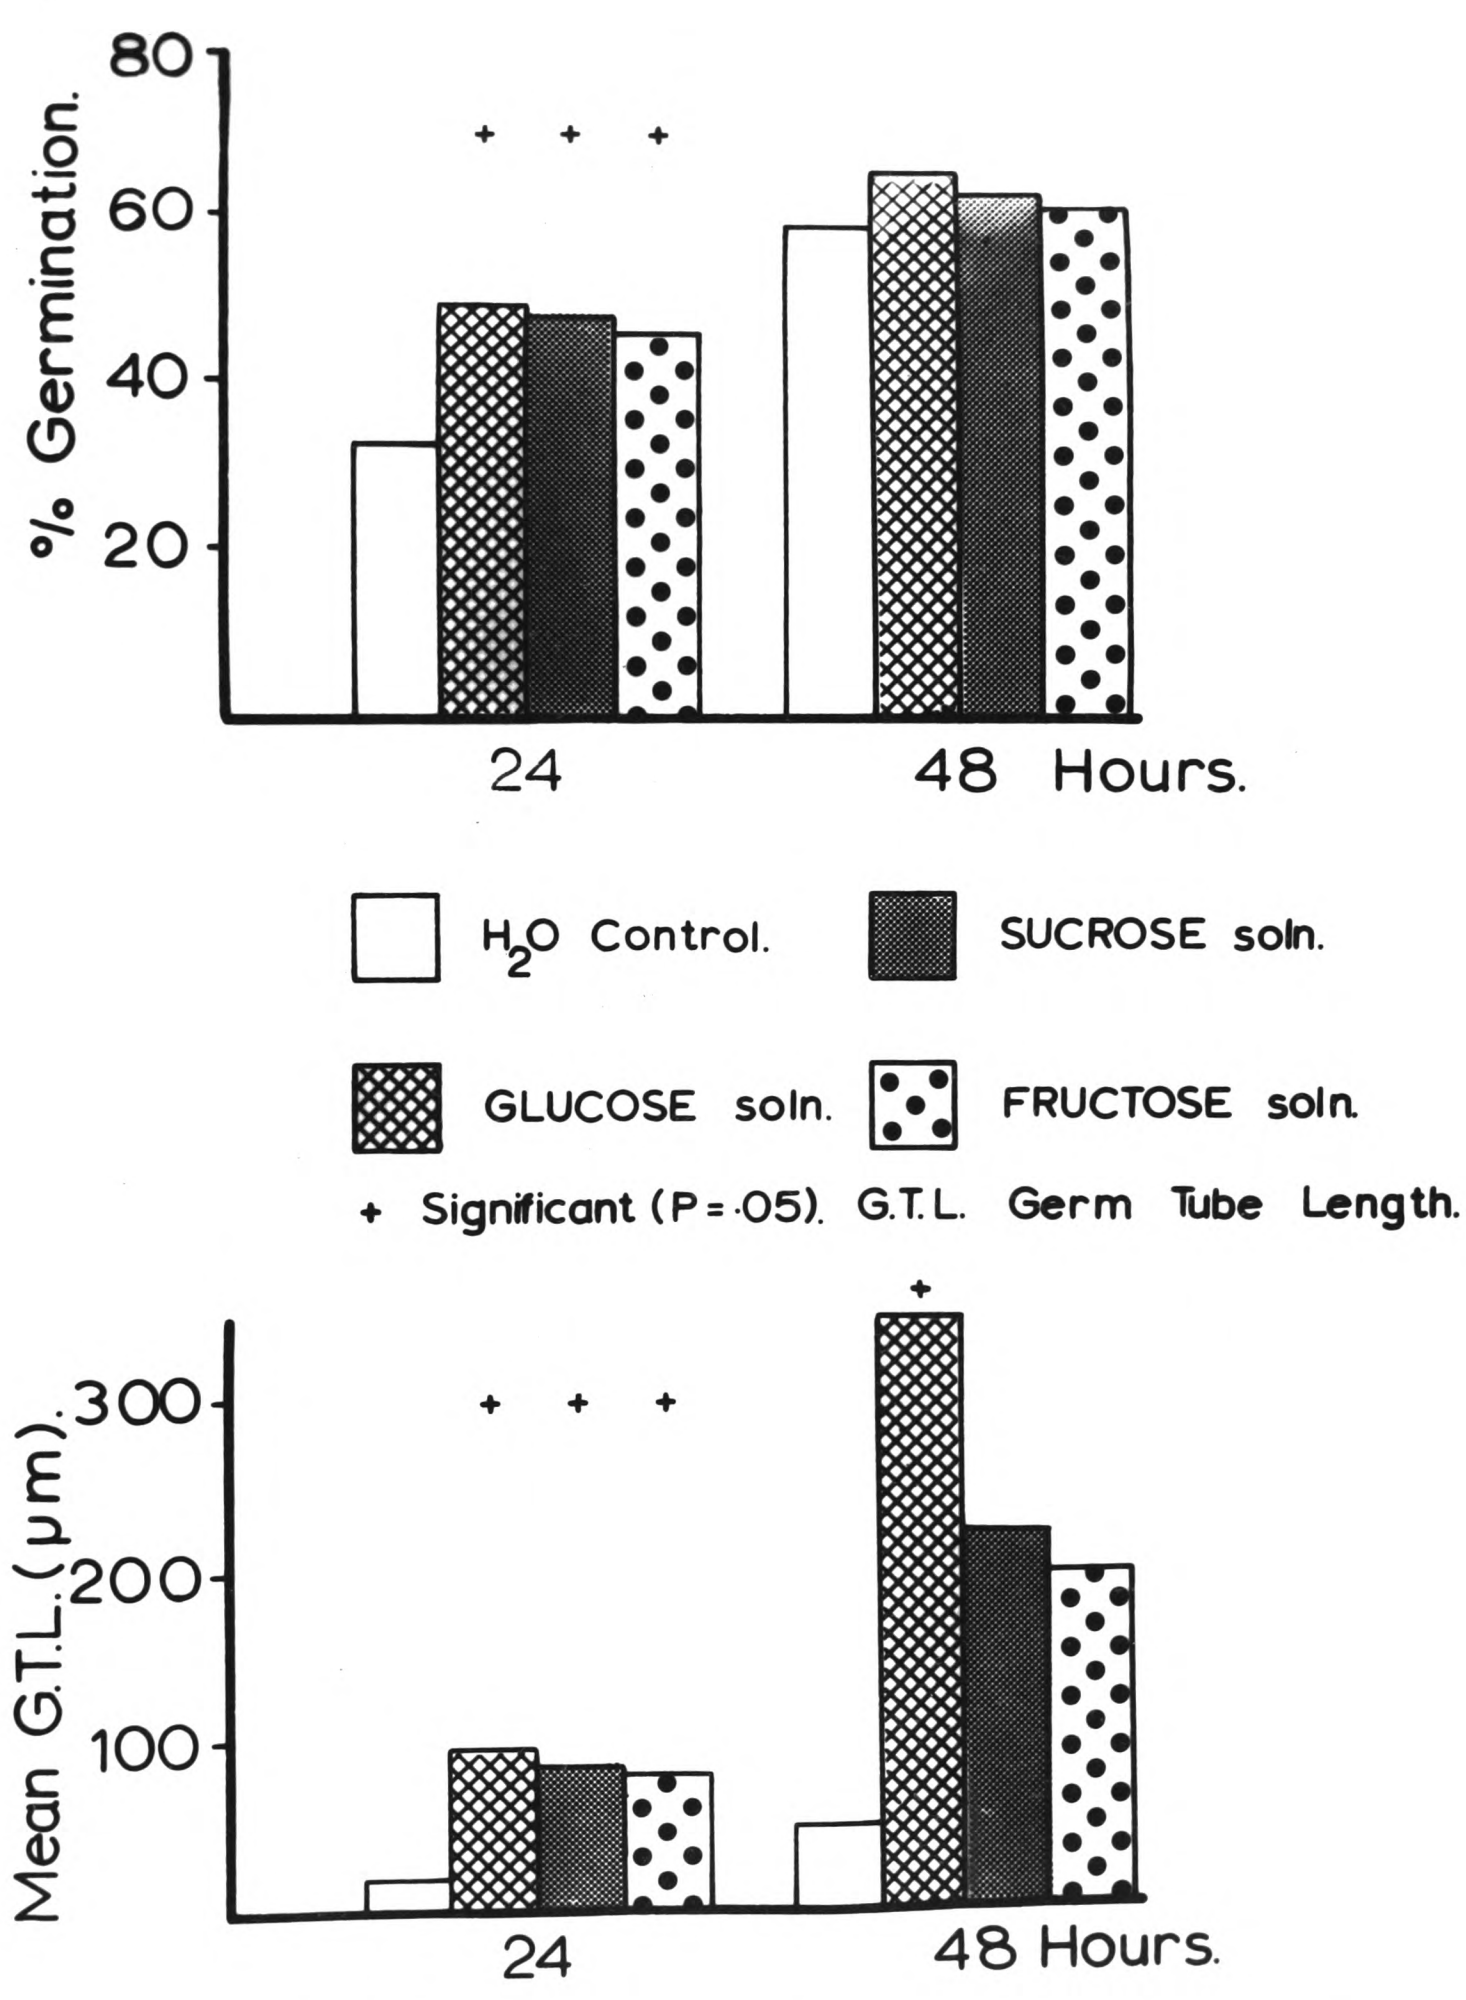 80
60
40
20
% Germination.
+ + +
24 48 Hours.
H₂O Control.
SUCROSE soln.
GLUCOSE soln.
FRUCTOSE soln.
+ Significant (P = ·05). G.T.L. Germ Tube Length.
+
300
200
100
Mean G.T.L. (μm).
+ + +
24 48 Hours.